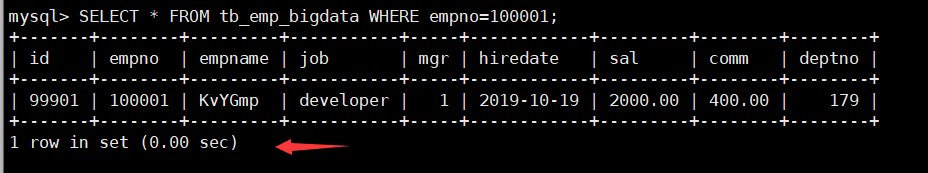 mysql> SELECT * FROM tb_emp_bigdata WHERE empno=100001;
+-------+--------+---------+-----------+-----+------------+---------+--------+--------+
| id    | empno  | empname | job       | mgr | hiredate   | sal     | comm   | deptno |
+-------+--------+---------+-----------+-----+------------+---------+--------+--------+
| 99901 | 100001 | KvYGmp  | developer |   1 | 2019-10-19 | 2000.00 | 400.00 |    179 |
+-------+--------+---------+-----------+-----+------------+---------+--------+--------+
1 row in set (0.00 sec)